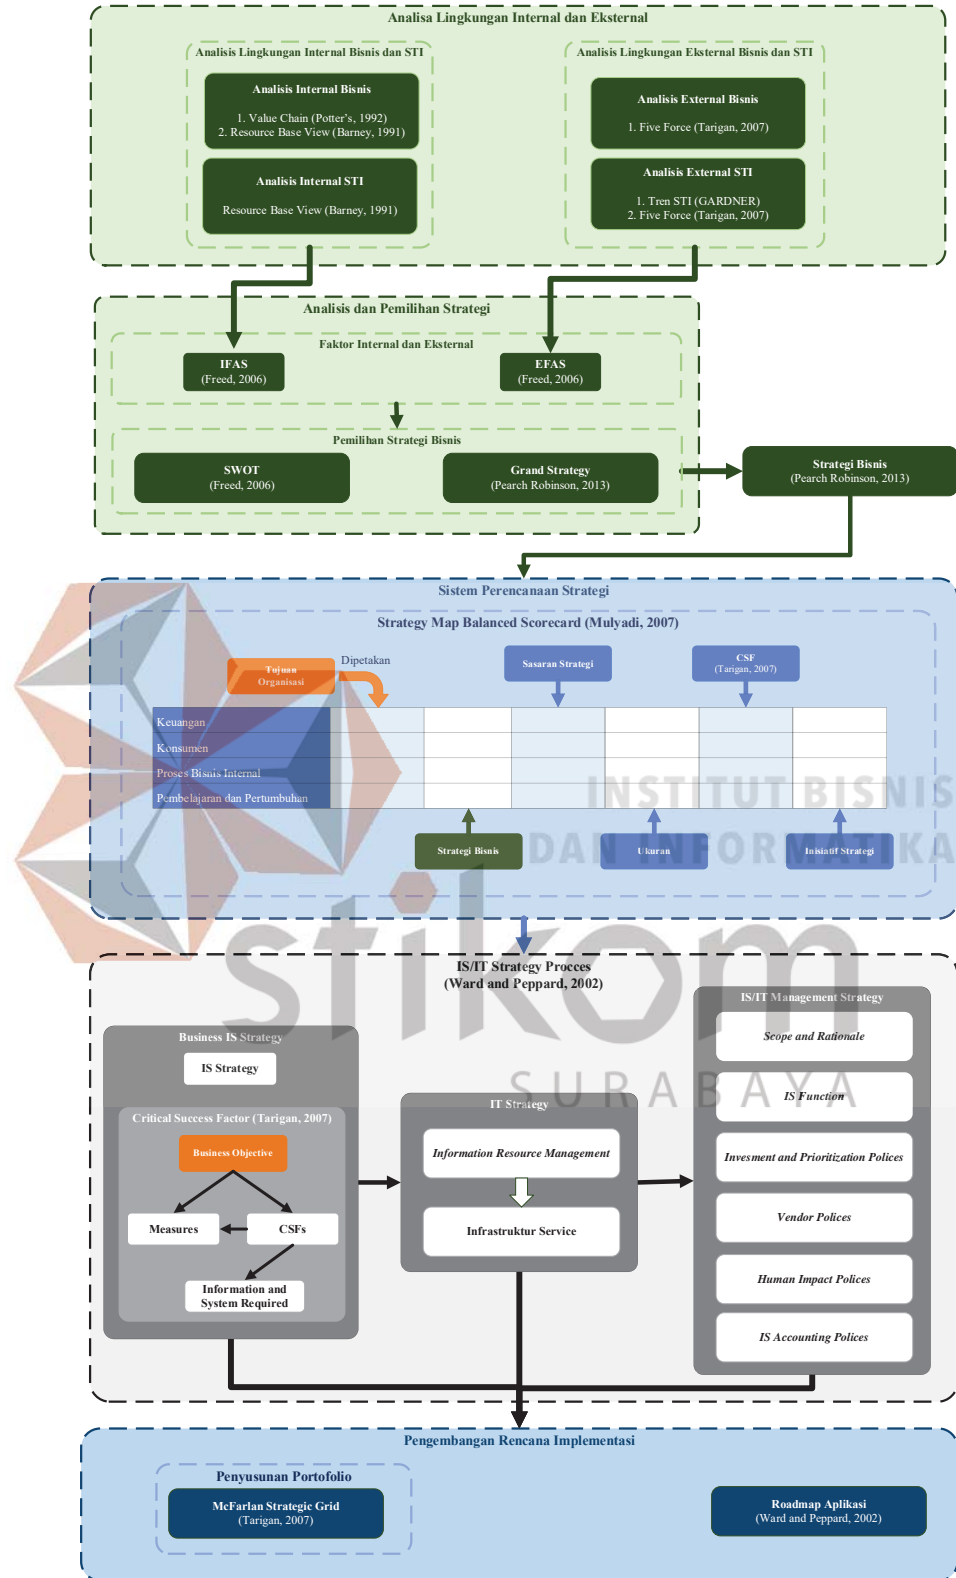 Analisa Lingkungan Internal dan Eksternal
Analisis Lingkungan Internal Bisnis dan STI
Analisis Internal Bisnis
1. Value Chain (Potter's, 1992)
2. Resource Base View (Barney, 1991)
Analisis Internal STI
Resource Base View (Barney, 1991)
Analisis Lingkungan Eksternal Bisnis dan STI
Analisis External Bisnis
1. Five Force (Tarigan, 2007)
Analisis External STI
1. Tren STI (GARDNER)
2. Five Force (Tarigan, 2007)
Analisis dan Pemilihan Strategi
Faktor Internal dan Eksternal
IFAS
(Freed, 2006)
EFAS
(Freed, 2006)
Pemilihan Strategi Bisnis
SWOT
(Freed, 2006)
Grand Strategy
(Pearch Robinson, 2013)
Strategi Bisnis
(Pearch Robinson, 2013)
Sistem Perencanaan Strategi
Strategy Map Balanced Scorecard (Mulyadi, 2007)
Tujuan
Organisasi
Dipetakan
Sasaran Strategi
CSF
(Tarigan, 2007)
Keuangan
Konsumen
Proses Bisnis Internal
Pembelajaran dan Pertumbuhan
Strategi Bisnis
Ukuran
Inisiatif Strategi
INSTITUT BISNIS
DAN INFORMATIKA
stikom
SURABAYA
IS/IT Strategy Procces
(Ward and Peppard, 2002)
Business IS Strategy
IS Strategy
Critical Success Factor (Tarigan, 2007)
Business Objective
Measures
CSFs
Information and
System Required
IT Strategy
Information Resource Management
Infrastruktur Service
IS/IT Management Strategy
Scope and Rationale
IS Function
Invesment and Prioritization Polices
Vendor Polices
Human Impact Polices
IS Accounting Polices
Pengembangan Rencana Implementasi
Penyusunan Portofolio
McFarlan Strategic Grid
(Tarigan, 2007)
Roadmap Aplikasi
(Ward and Peppard, 2002)